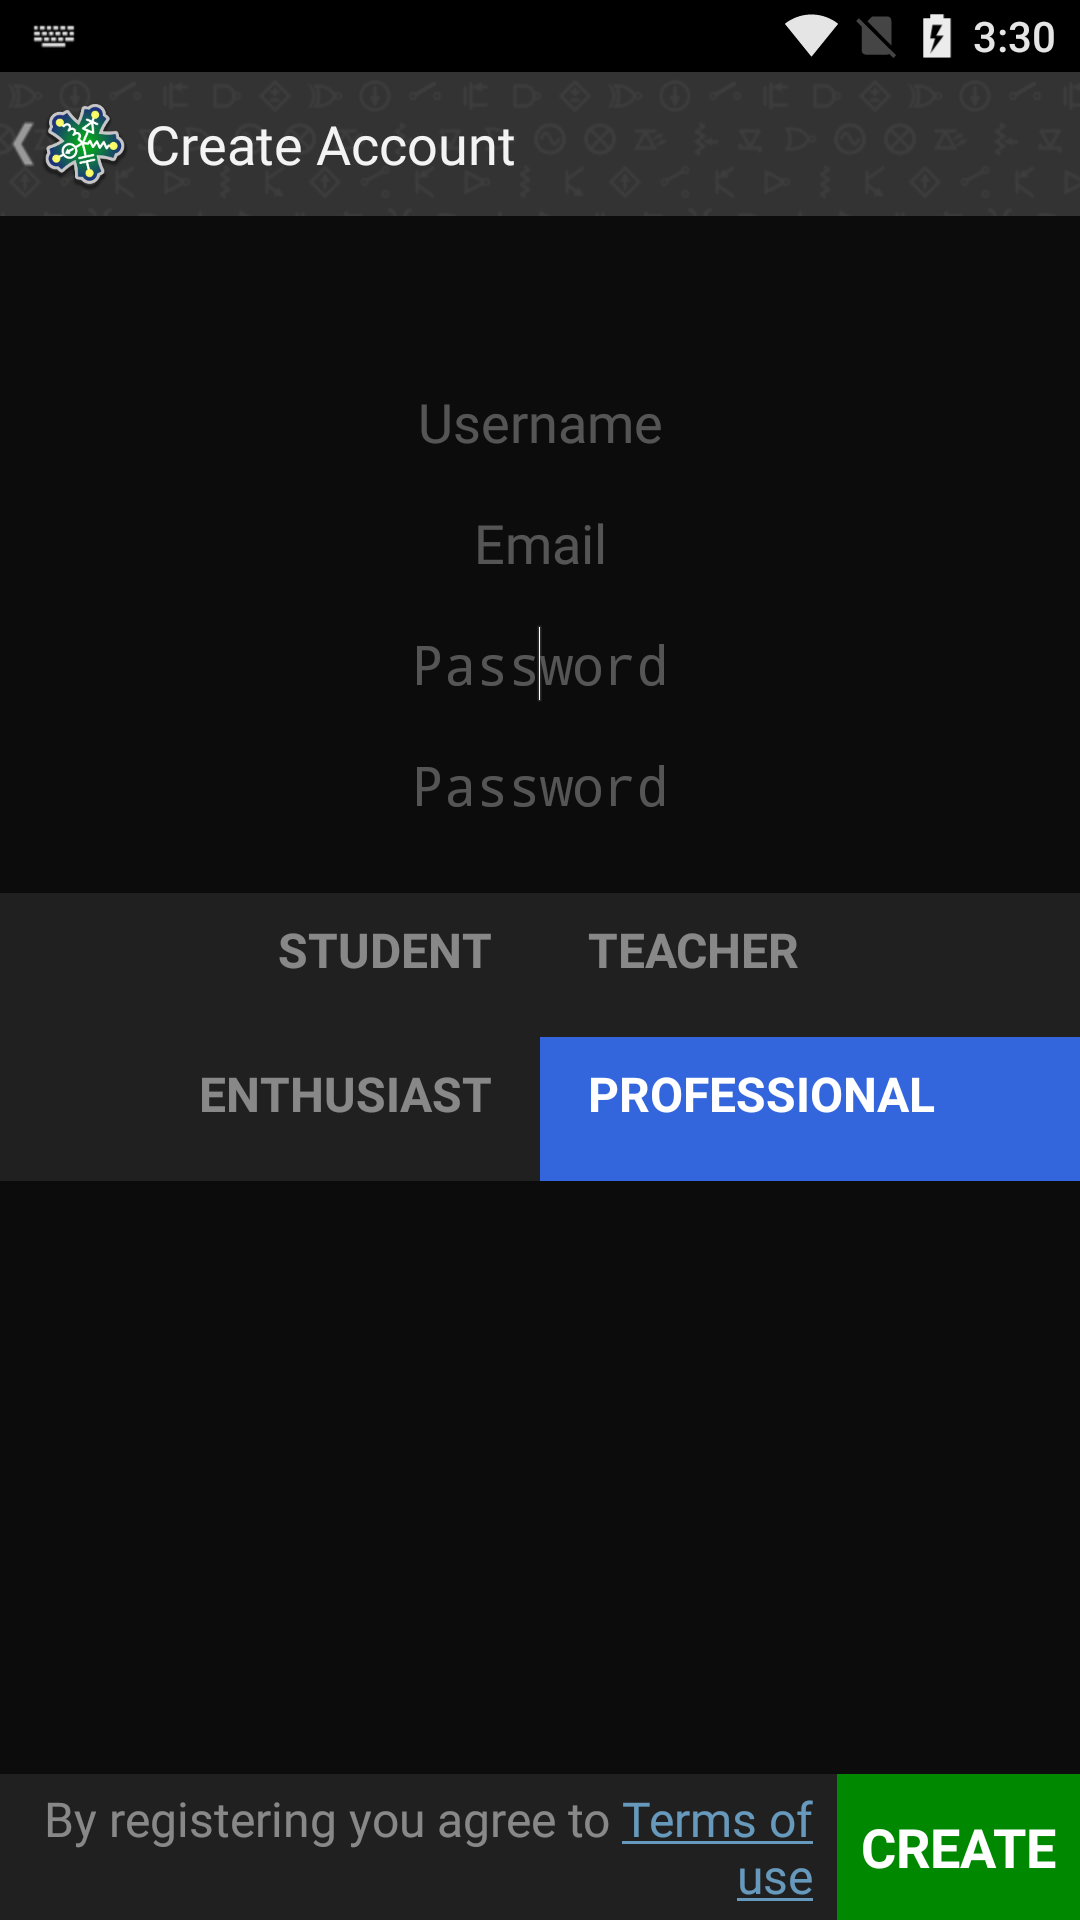 3:30
Create Account
Username
Email
Password
Password
STUDENT TEACHER
ENTHUSIAST PROFESSIONAL
By registering you agree to Terms of
use
CREATE